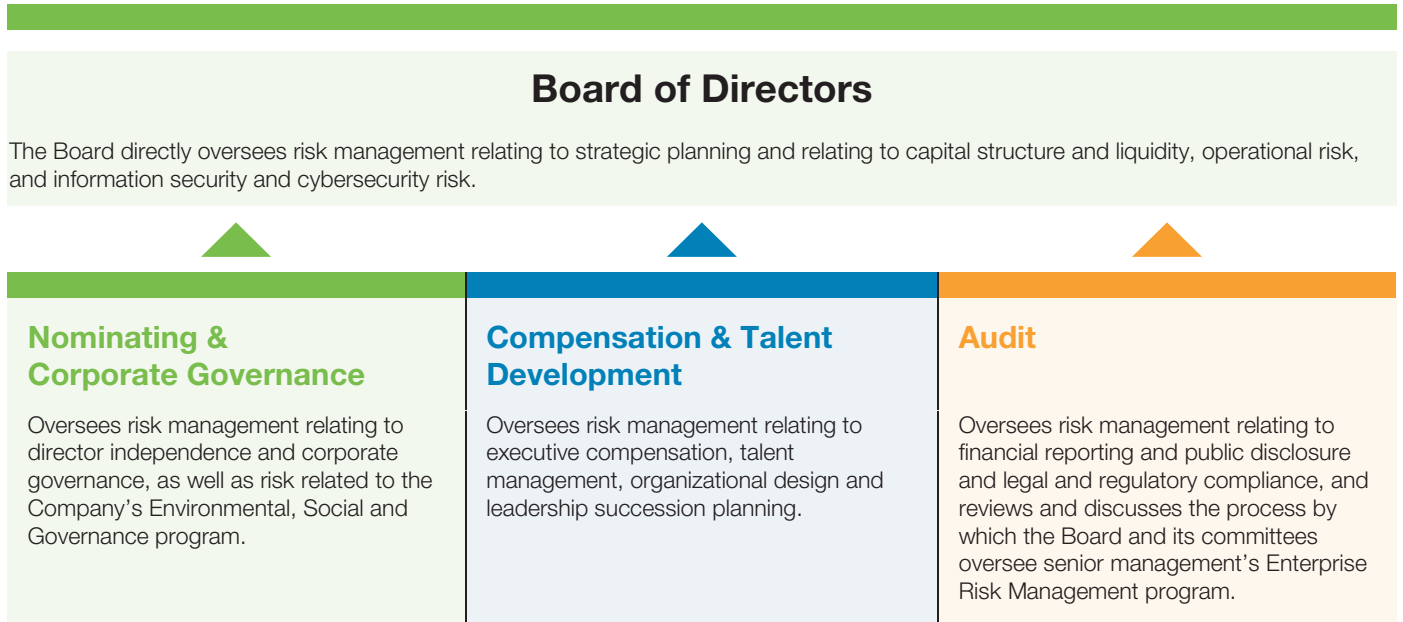 Board of Directors
The Board directly oversees risk management relating to strategic planning and relating to capital structure and liquidity, operational risk,
and information security and cybersecurity risk.
Nominating &
Corporate Governance
Oversees risk management relating to
director independence and corporate
governance, as well as risk related to the
Company’s Environmental, Social and
Governance program.
Compensation & Talent
Development
Oversees risk management relating to
executive compensation, talent
management, organizational design and
leadership succession planning.
Audit
Oversees risk management relating to
financial reporting and public disclosure
and legal and regulatory compliance, and
reviews and discusses the process by
which the Board and its committees
oversee senior management’s Enterprise
Risk Management program.